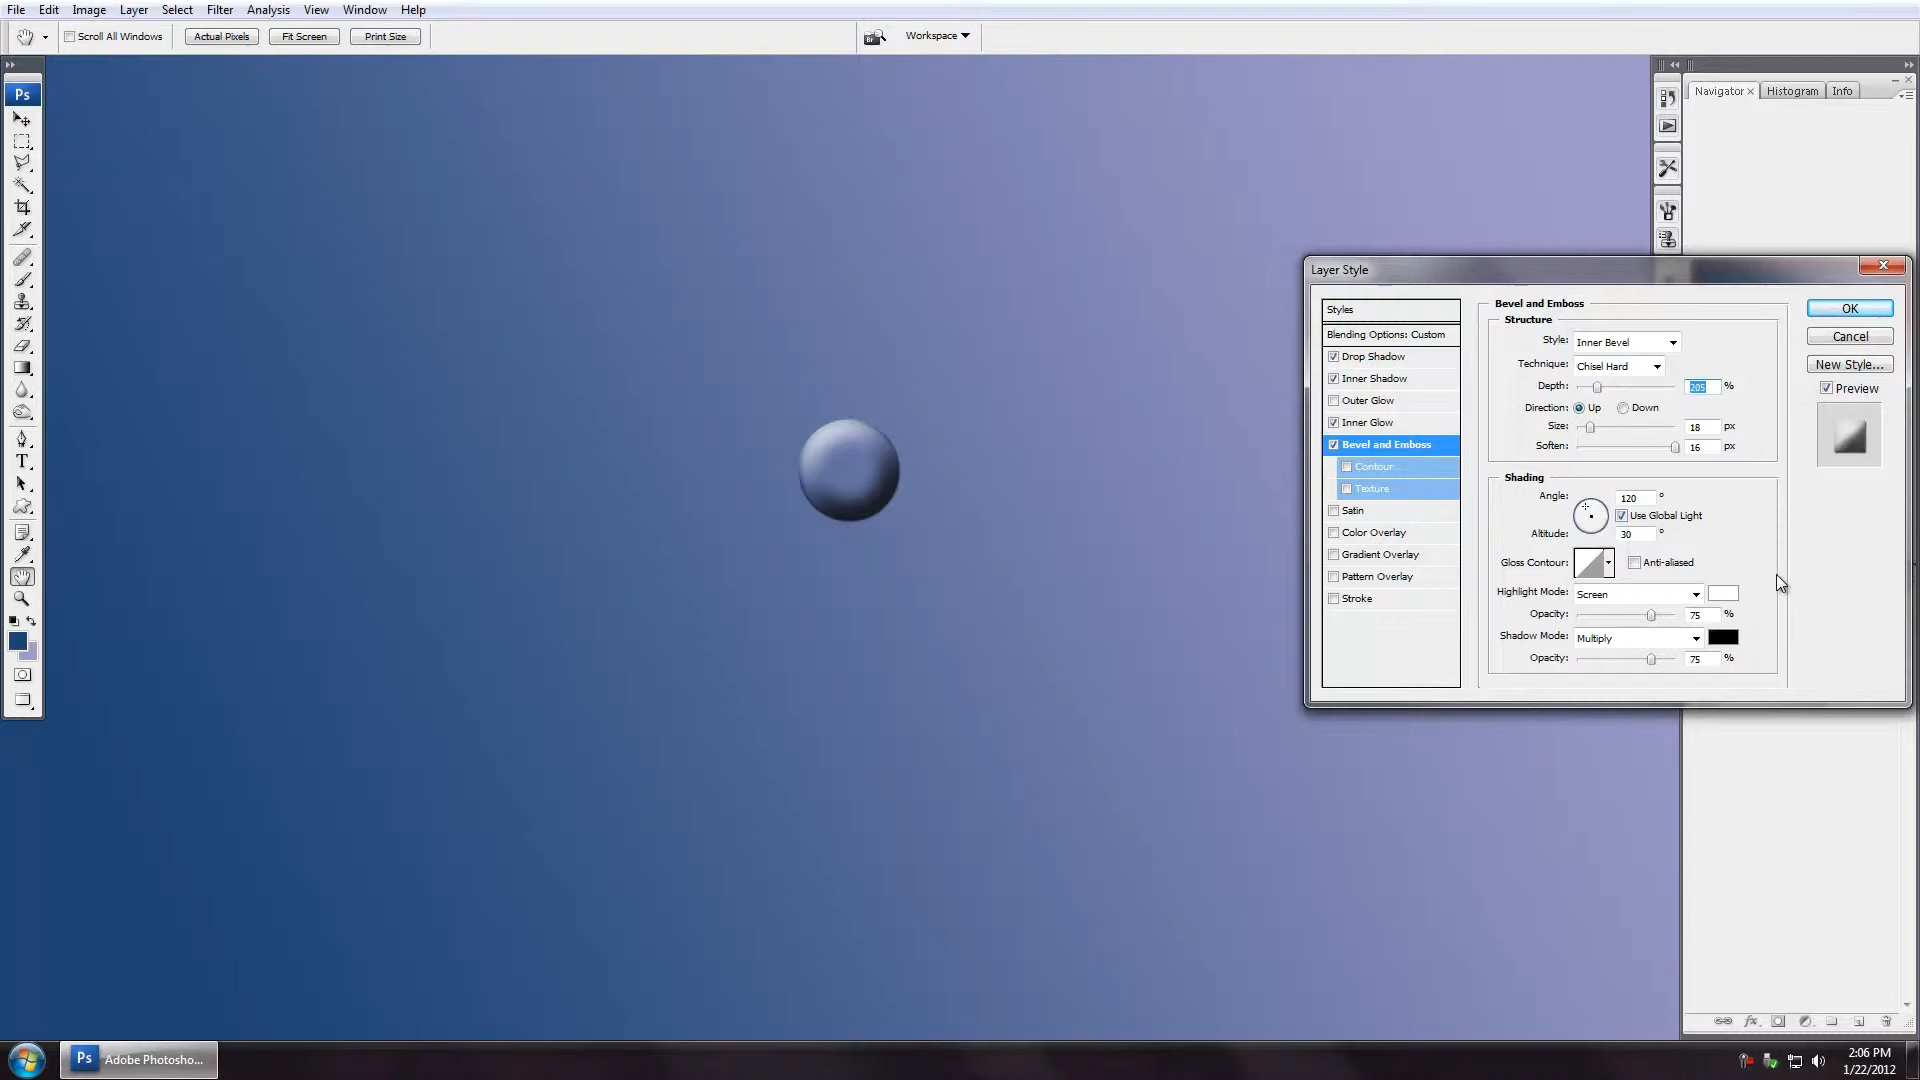 File Edit Image Layer Select Filter Analysis View Window Help
Scroll All Windows Actual Pixels Fit Screen Print Size Br Workspace
Ps
Navigator × Histogram Info
T
Layer Style
Styles
Blending Options: Custom
Drop Shadow
Inner Shadow
Outer Glow
Inner Glow
Bevel and Emboss
Contour
Texture
Satin
Color Overlay
Gradient Overlay
Pattern Overlay
Stroke
Bevel and Emboss
Structure
Style: Inner Bevel
Technique: Chisel Hard
Depth: 205 %
Direction: Up Down
Size: 18 px
Soften: 16 px
Shading
Angle: 120 °
Use Global Light
Altitude: 30 °
Gloss Contour: Anti-aliased
Highlight Mode: Screen
Opacity: 75 %
Shadow Mode: Multiply
Opacity: 75 %
OK
Cancel
New Style...
Preview
fx
Ps Adobe Photosho...
2:06 PM
1/22/2012